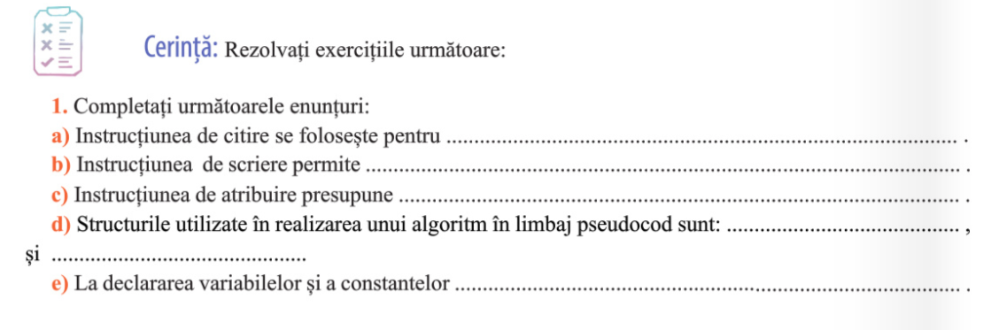 Cerință: Rezolvați exercițiile următoare:
1. Completați următoarele enunțuri:
a) Instrucțiunea de citire se folosește pentru ............................................................................................ .
b) Instrucțiunea de scriere permite ........................................................................................................... .
c) Instrucțiunea de atribuire presupune ..................................................................................................... .
d) Structurile utilizate în realizarea unui algoritm în limbaj pseudocod sunt: .......................................... ,
și ..............................................
e) La declararea variabilelor și a constantelor ........................................................................................... .